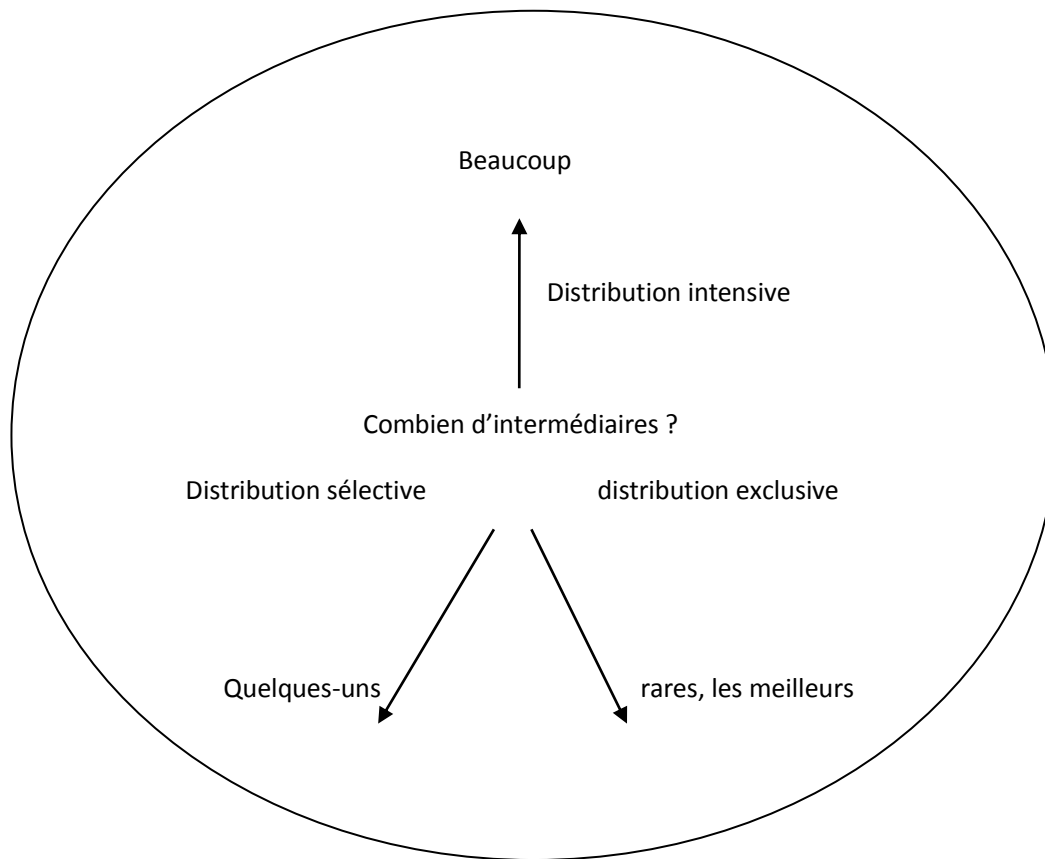 Beaucoup
Distribution intensive
Combien d’intermédiaires ?
Distribution sélective
distribution exclusive
Quelques-uns
rares, les meilleurs